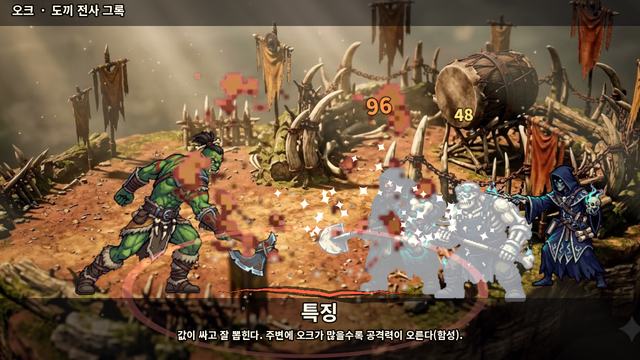 오크 · 도끼 전사 그룩
96
48
특징
값이 싸고 잘 뽑힌다. 주변에 오크가 많을수록 공격력이 오른다(함성).